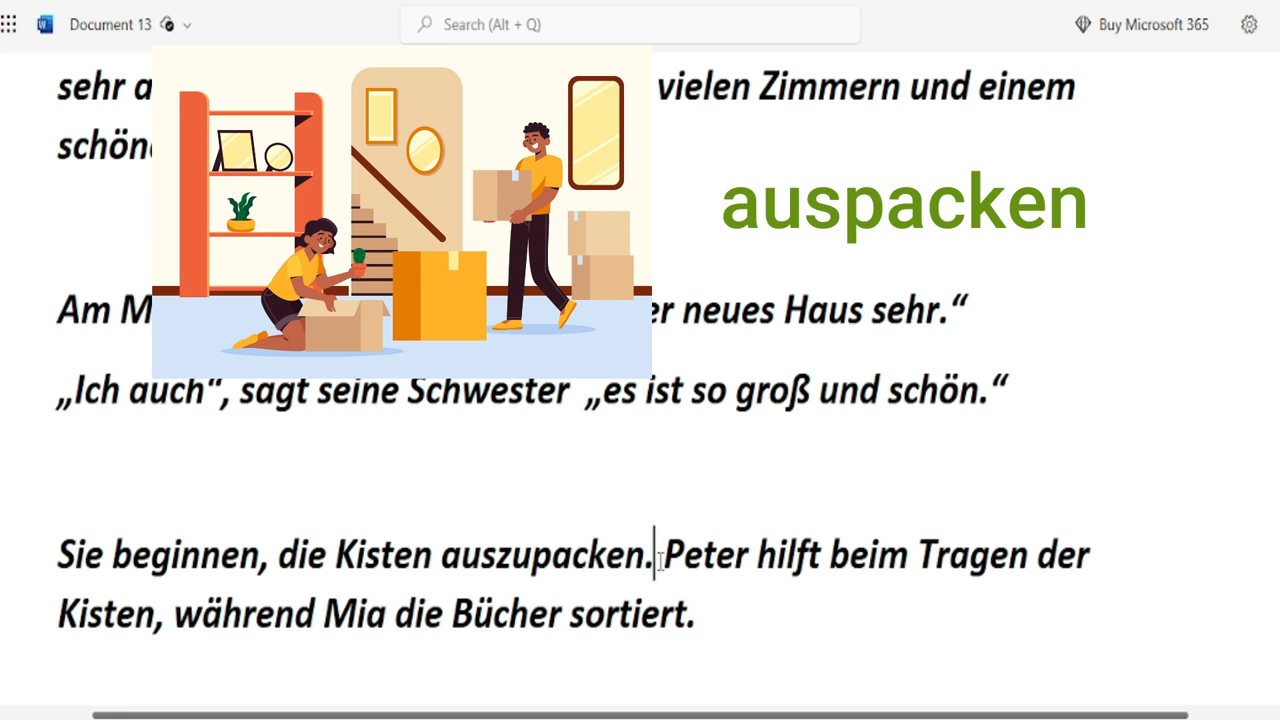 Document 13
Search (Alt + Q)
Buy Microsoft 365
sehr vielen Zimmern und einem
auspacken
Am neues Haus sehr.“
„Ich auch“, sagt seine Schwester „es ist so groß und schön.“
Sie beginnen, die Kisten auszupacken. Peter hilft beim Tragen der
Kisten, während Mia die Bücher sortiert.